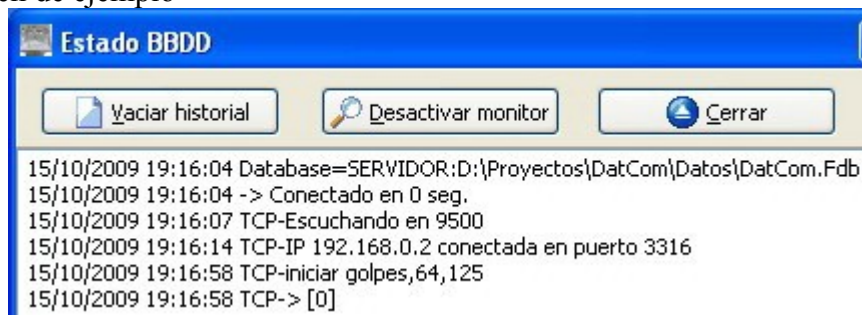 de ejemplo
Estado BBDD
Vaciar historial
Desactivar monitor
Cerrar
15/10/2009 19:16:04 Database=SERVIDOR:D:\Proyectos\DatCom\Datos\DatCom.Fdb
15/10/2009 19:16:04 -> Conectado en 0 seg.
15/10/2009 19:16:07 TCP-Escuchando en 9500
15/10/2009 19:16:14 TCP-IP 192.168.0.2 conectada en puerto 3316
15/10/2009 19:16:58 TCP-iniciar golpes,64,125
15/10/2009 19:16:58 TCP-> [0]